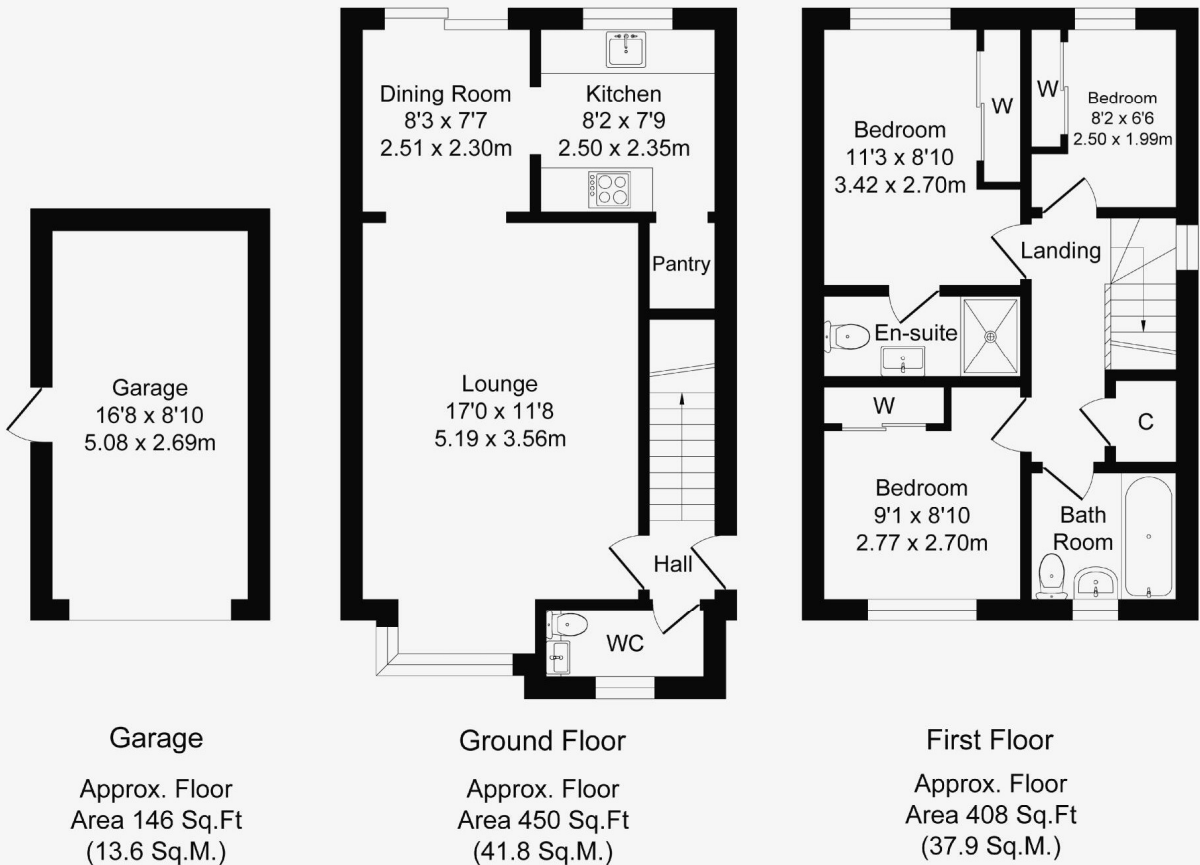 Garage
16'8 x 8'10
5.08 x 2.69m
Garage
Approx. Floor
Area 146 Sq.Ft
(13.6 Sq.M.)
Dining Room
8'3 x 7'7
2.51 x 2.30m
Kitchen
8'2 x 7'9
2.50 x 2.35m
Pantry
Lounge
17'0 x 11'8
5.19 x 3.56m
Hall
WC
Ground Floor
Approx. Floor
Area 450 Sq.Ft
(41.8 Sq.M.)
Bedroom
11'3 x 8'10
3.42 x 2.70m
W
W
Bedroom
8'2 x 6'6
2.50 x 1.99m
Landing
En-suite
W
C
Bedroom
9'1 x 8'10
2.77 x 2.70m
Bath
Room
First Floor
Approx. Floor
Area 408 Sq.Ft
(37.9 Sq.M.)